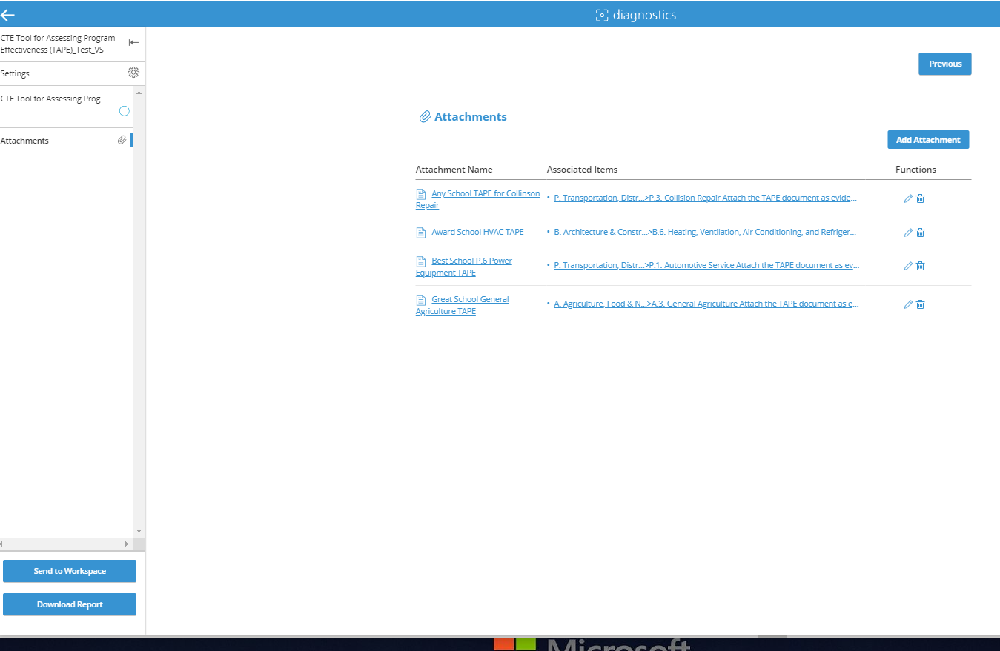 diagnostics
CTE Tool for Assessing Program
Effectiveness (TAPE)_Test_VS
Settings
CTE Tool for Assessing Prog ...
Attachments
Previous
Attachments
Add Attachment
Attachment Name Associated Items Functions
Any School TAPE for Collinson
Repair
• P. Transportation, Distr...>P.3. Collision Repair Attach the TAPE document as evide...
Award School HVAC TAPE
• B. Architecture & Constr...>B.6. Heating, Ventilation, Air Conditioning, and Refriger...
Best School P.6 Power
Equipment TAPE
• P. Transportation, Distr...>P.1. Automotive Service Attach the TAPE document as ev...
Great School General
Agriculture TAPE
• A. Agriculture, Food & N...>A.3. General Agriculture Attach the TAPE document as e...
Send to Workspace
Download Report
Microsoft